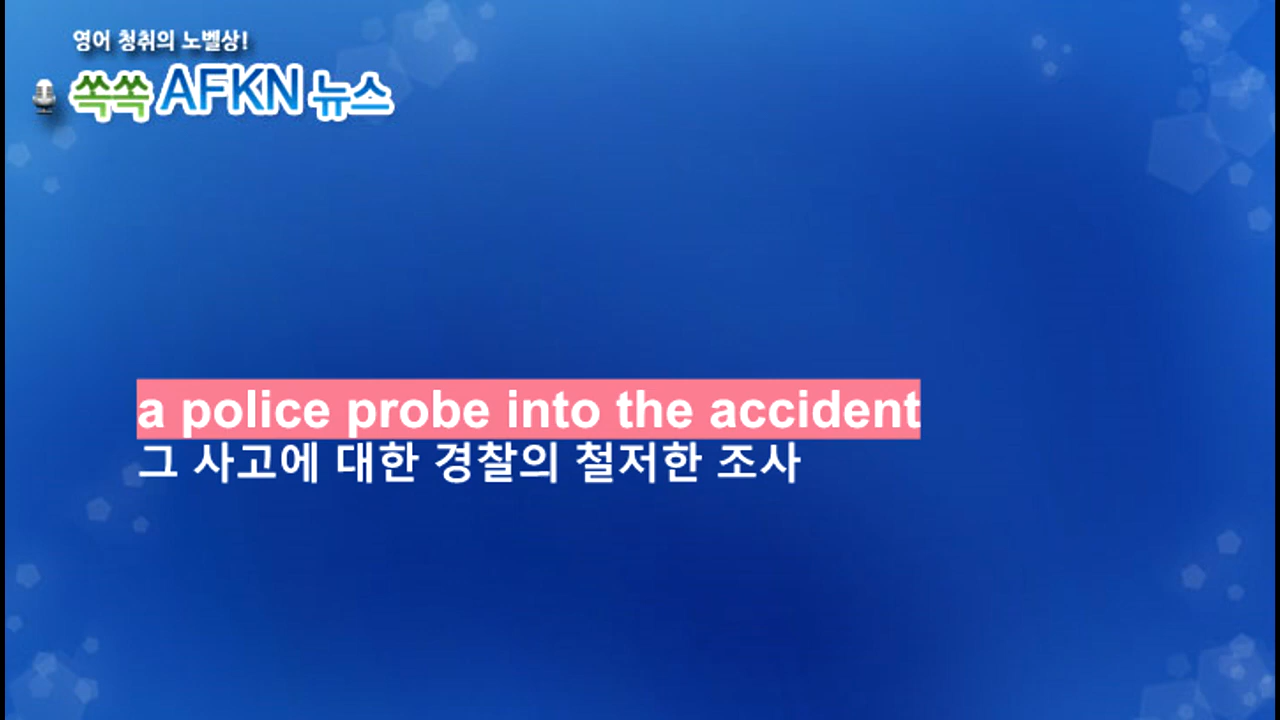 영어 청취의 노벨상!
쏙쏙 AFKN 뉴스
a police probe into the accident
그 사고에 대한 경찰의 철저한 조사